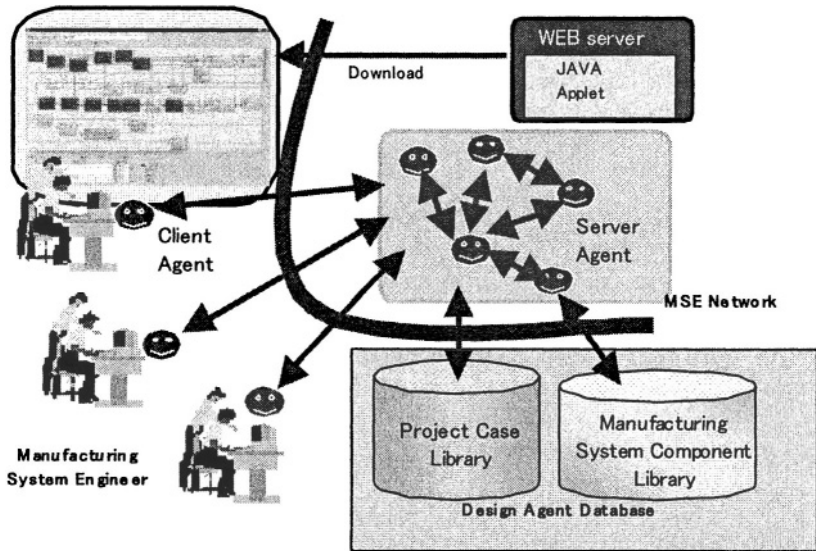 WEB server
JAVA
Applet
Download
Client
Agent
Server
Agent
MSE Network
Manufacturing
System Engineer
Project Case
Library
Manufacturing
System Component
Library
Design Agent Database